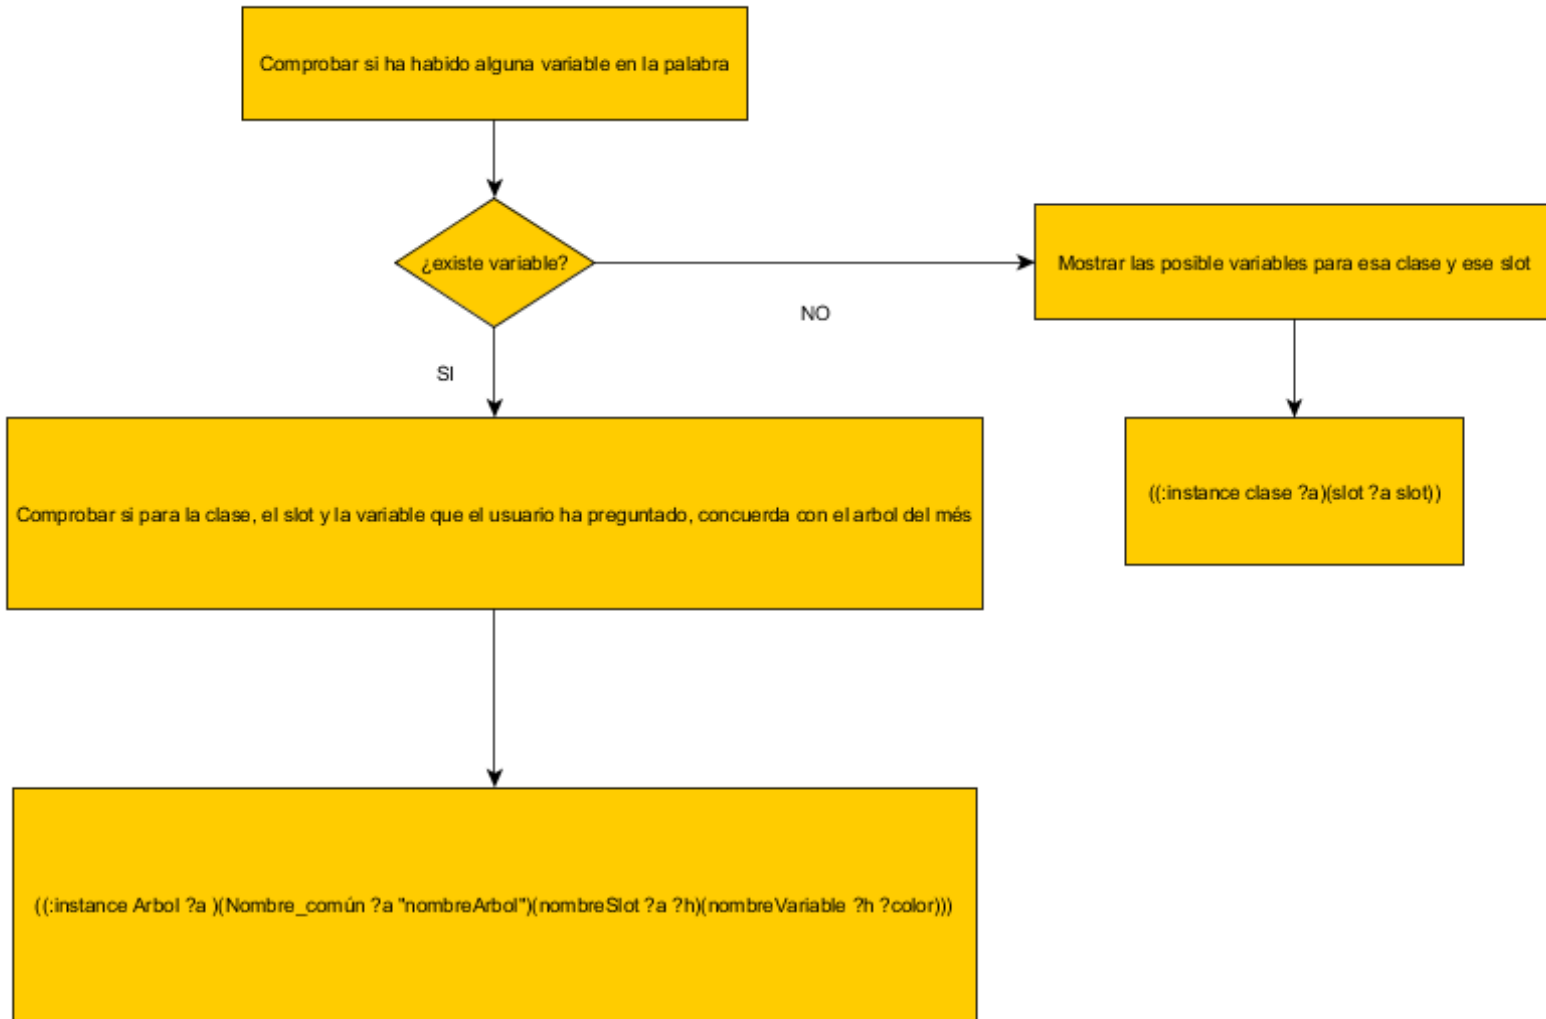 Comprobar si ha habido alguna variable en la palabra
¿existe variable?
Mostrar las posible variables para esa clase y ese slot
NO
SI
((:instance clase ?a)(slot ?a slot))
Comprobar si para la clase, el slot y la variable que el usuario ha preguntado, concuerda con el arbol del més
((:instance Arbol ?a )(Nombre_común ?a "nombreArbol")(nombreSlot ?a ?h)(nombreVariable ?h ?color)))